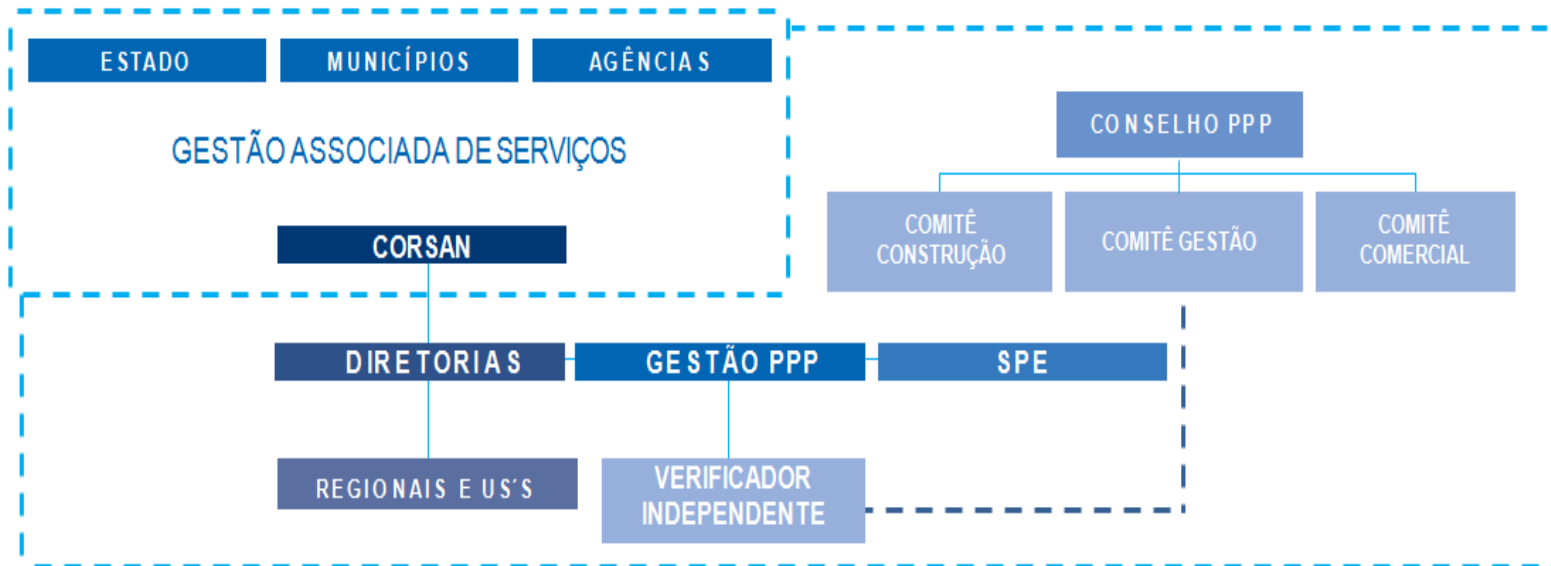 ESTADO
MUNICÍPIOS
AGÊNCIAS
GESTÃO ASSOCIADA DE SERVIÇOS
CORSAN
CONSELHO PPP
COMITÊ
CONSTRUÇÃO
COMITÊ GESTÃO
COMITÊ
COMERCIAL
DIRETORIAS
GESTÃO PPP
SPE
REGIONAIS E US´S
VERIFICADOR
INDEPENDENTE